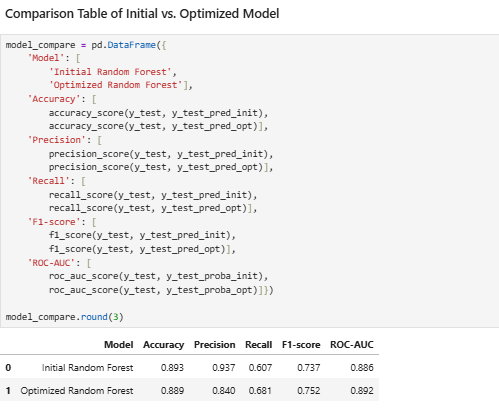 Comparison Table of Initial vs. Optimized Model
model_compare = pd.DataFrame({
    'Model': [
        'Initial Random Forest',
        'Optimized Random Forest'],
    'Accuracy': [
        accuracy_score(y_test, y_test_pred_init),
        accuracy_score(y_test, y_test_pred_opt)],
    'Precision': [
        precision_score(y_test, y_test_pred_init),
        precision_score(y_test, y_test_pred_opt)],
    'Recall': [
        recall_score(y_test, y_test_pred_init),
        recall_score(y_test, y_test_pred_opt)],
    'F1-score': [
        f1_score(y_test, y_test_pred_init),
        f1_score(y_test, y_test_pred_opt)],
    'ROC-AUC': [
        roc_auc_score(y_test, y_test_proba_init),
        roc_auc_score(y_test, y_test_proba_opt)]})
model_compare.round(3)
Model Accuracy Precision Recall F1-score ROC-AUC
0 Initial Random Forest 0.893 0.937 0.607 0.737 0.886
1 Optimized Random Forest 0.889 0.840 0.681 0.752 0.892